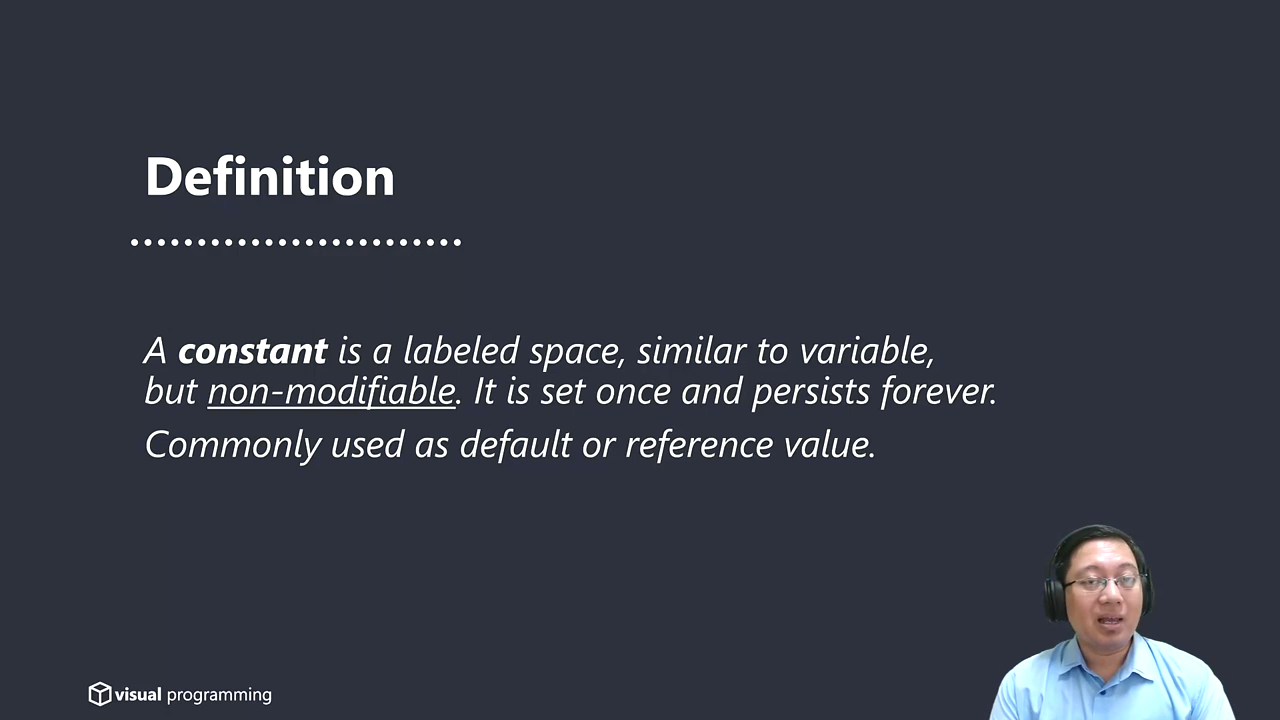 Definition
A constant is a labeled space, similar to variable,
but non-modifiable. It is set once and persists forever.
Commonly used as default or reference value.
visual programming